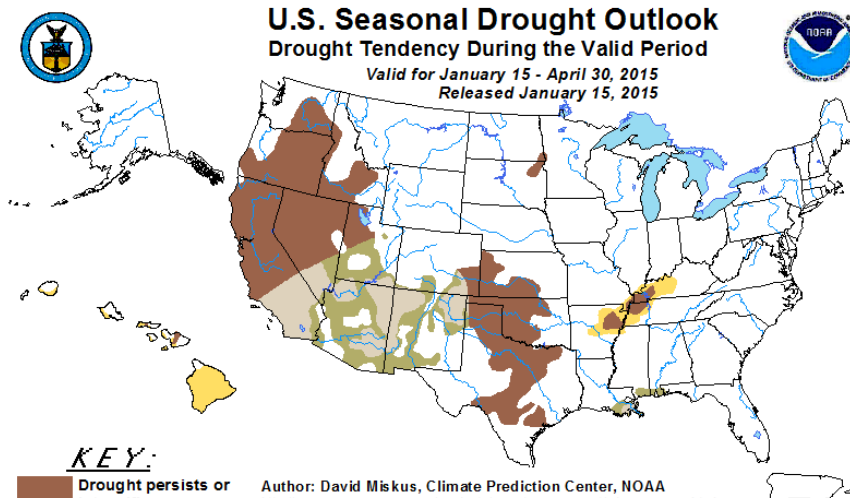 U.S. Seasonal Drought Outlook
Drought Tendency During the Valid Period
Valid for January 15 - April 30, 2015
Released January 15, 2015
NOAA
KEY:
Drought persists or
Author: David Miskus, Climate Prediction Center, NOAA